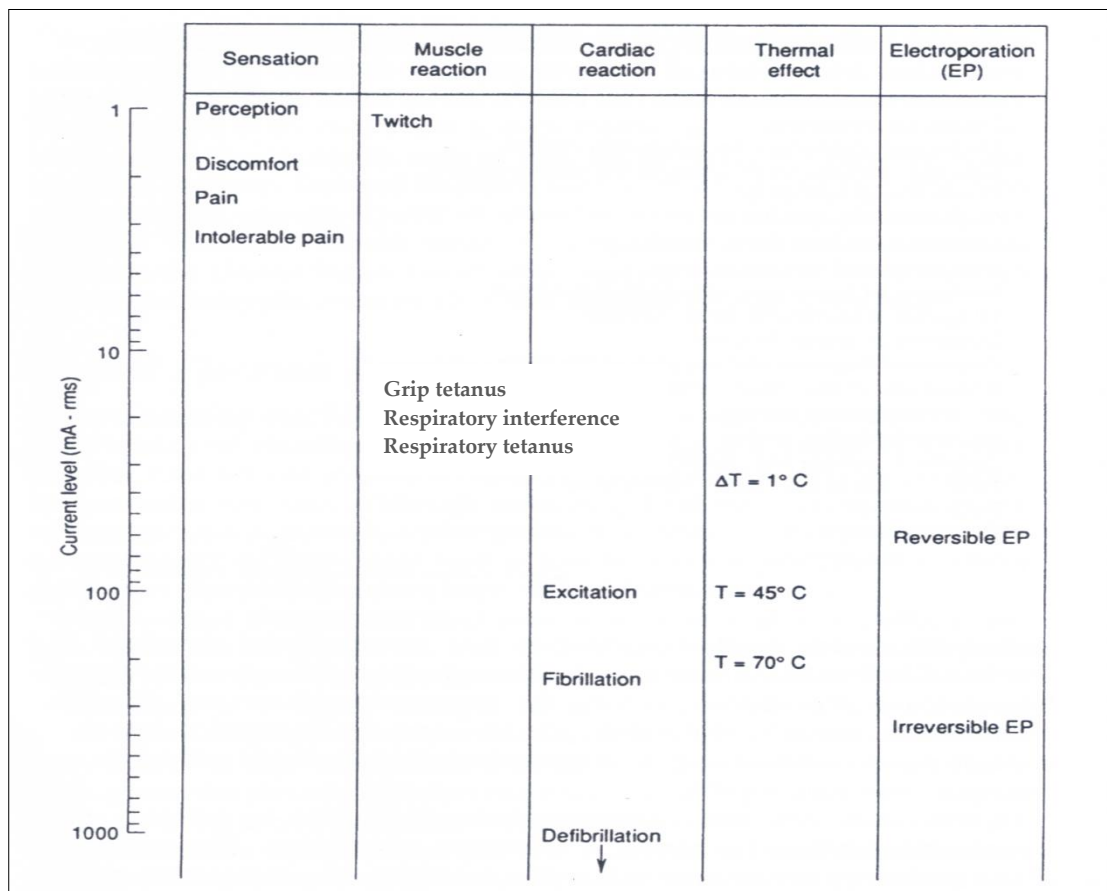 Sensation
Muscle
reaction
Cardiac
reaction
Thermal
effect
Electroporation
(EP)
Current level (mA - rms)
1
10
100
1000
Perception
Discomfort
Pain
Intolerable pain
Twitch
Grip tetanus
Respiratory interference
Respiratory tetanus
Excitation
Fibrillation
Defibrillation
ΔT = 1° C
T = 45° C
T = 70° C
Reversible EP
Irreversible EP